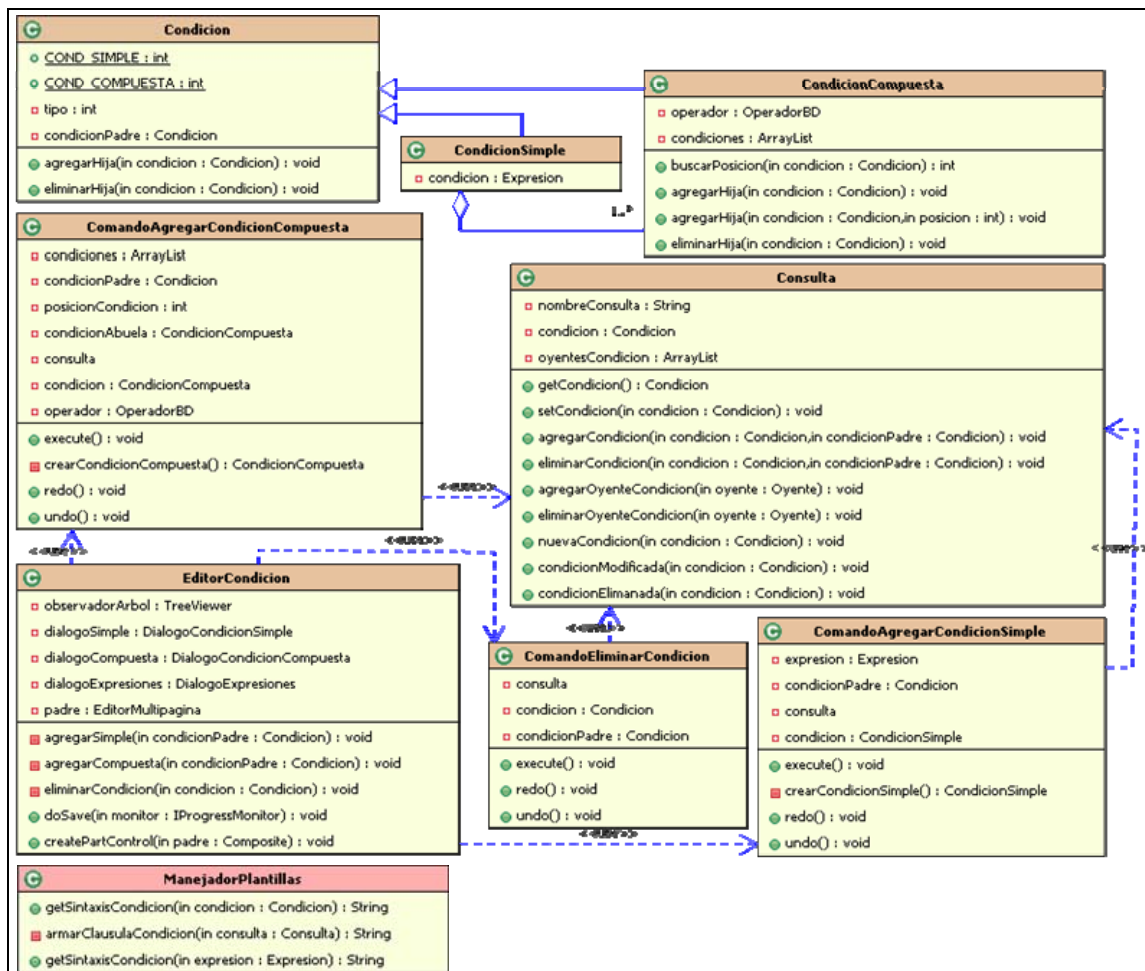 Condicion
COND_SIMPLE : int
COND_COMPUESTA : int
tipo : int
condicionPadre : Condicion
agregarHija(in condicion : Condicion) : void
eliminarHija(in condicion : Condicion) : void
CondicionSimple
condicion : Expresion
CondicionCompuesta
operador : OperadorBD
condiciones : ArrayList
buscarPosicion(in condicion : Condicion) : int
agregarHija(in condicion : Condicion) : void
agregarHija(in condicion : Condicion,in posicion : int) : void
eliminarHija(in condicion : Condicion) : void
1..*
ComandoAgregarCondicionCompuesta
condiciones : ArrayList
condicionPadre : Condicion
posicionCondicion : int
condicionAbuela : CondicionCompuesta
consulta
condicion : CondicionCompuesta
operador : OperadorBD
execute() : void
crearCondicionCompuesta() : CondicionCompuesta
redo() : void
undo() : void
Consulta
nombreConsulta : String
condicion : Condicion
oyentesCondicion : ArrayList
getCondicion() : Condicion
setCondicion(in condicion : Condicion) : void
agregarCondicion(in condicion : Condicion,in condicionPadre : Condicion) : void
eliminarCondicion(in condicion : Condicion,in condicionPadre : Condicion) : void
agregarOyenteCondicion(in oyente : Oyente) : void
eliminarOyenteCondicion(in oyente : Oyente) : void
nuevaCondicion(in condicion : Condicion) : void
condicionModificada(in condicion : Condicion) : void
condicionElimanada(in condicion : Condicion) : void
EditorCondicion
observadorArbol : TreeViewer
dialogoSimple : DialogoCondicionSimple
dialogoCompuesta : DialogoCondicionCompuesta
dialogoExpresiones : DialogoExpresiones
padre : EditorMultipagina
agregarSimple(in condicionPadre : Condicion) : void
agregarCompuesta(in condicionPadre : Condicion) : void
eliminarCondicion(in condicion : Condicion) : void
doSave(in monitor : IProgressMonitor) : void
createPartControl(in padre : Composite) : void
ComandoEliminarCondicion
consulta
condicion : Condicion
condicionPadre : Condicion
execute() : void
redo() : void
undo() : void
ComandoAgregarCondicionSimple
expresion : Expresion
condicionPadre : Condicion
consulta
condicion : CondicionSimple
execute() : void
crearCondicionSimple() : CondicionSimple
redo() : void
undo() : void
ManejadorPlantillas
getSintaxisCondicion(in condicion : Condicion) : String
armarClausulaCondicion(in consulta : Consulta) : String
getSintaxisCondicion(in expresion : Expresion) : String